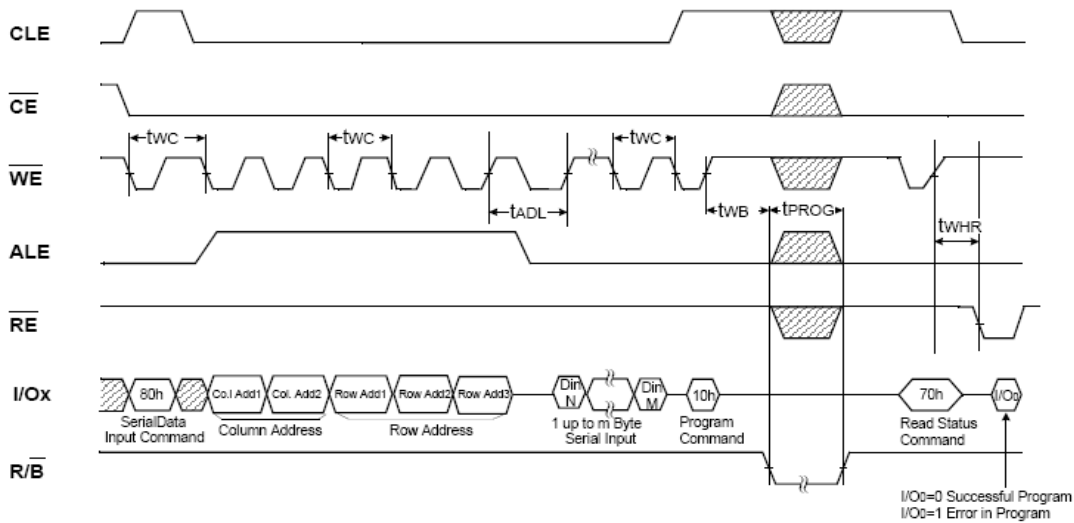 CLE
CE
tWC tWC tWC
WE
tADL tWB tPROG
tWHR
ALE
RE
I/Ox 80h Co.l Add1 Col. Add2 Row Add1 Row Add2 Row Add3 Din N Din M 10h 70h I/O0
SerialData
Input Command
Column Address
Row Address
1 up to m Byte
Serial Input
Program
Command
Read Status
Command
R/B
I/O0=0 Successful Program
I/O0=1 Error in Program